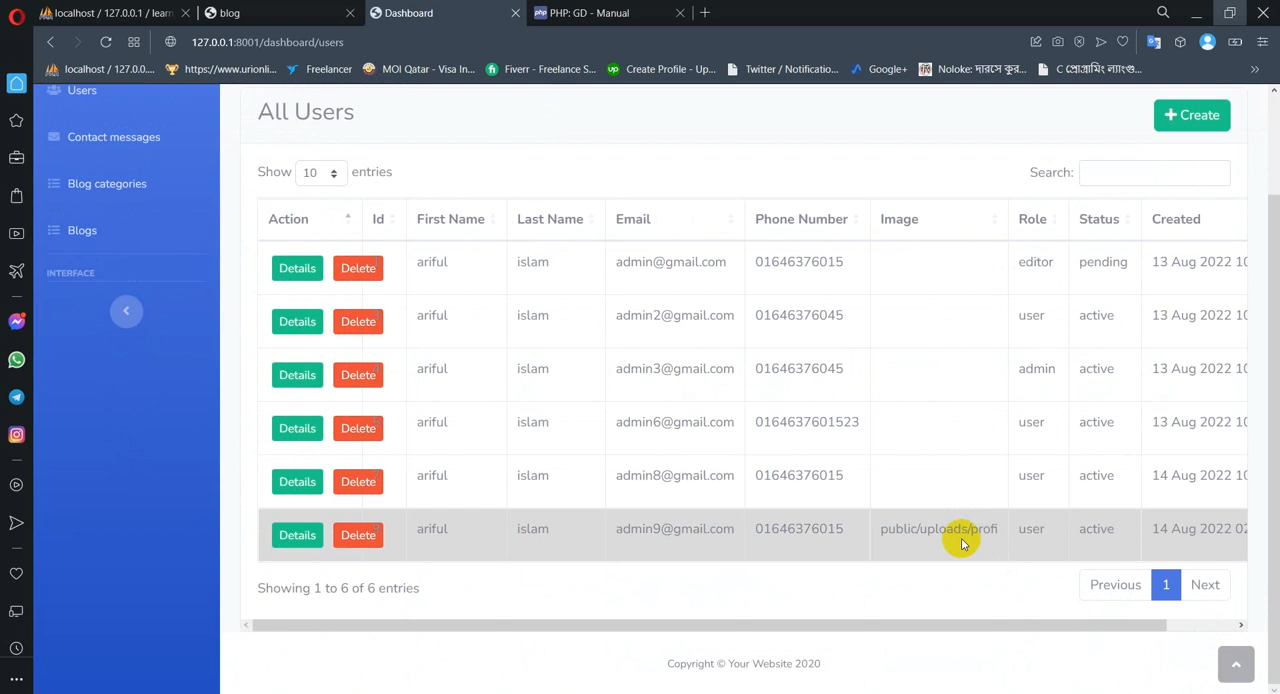 localhost / 127.0.0.1 / learn
blog
Dashboard
php PHP: GD - Manual
127.0.0.1:8001/dashboard/users
localhost / 127.0.0....
https://www.urionli...
Freelancer
MOI Qatar - Visa In...
Fiverr - Freelance S...
Create Profile - Up...
Twitter / Notificatio...
Google+
Noloke: দারসে কুর...
C প্রোগ্রামিং ল্যাংগু...
Users
Contact messages
Blog categories
Blogs
INTERFACE
All Users
Create
Show 10 entries
Search:
Action Id First Name Last Name Email Phone Number Image Role Status Created
Details Delete ariful islam admin@gmail.com 01646376015 editor pending 13 Aug 2022 10
Details Delete ariful islam admin2@gmail.com 01646376045 user active 13 Aug 2022 10
Details Delete ariful islam admin3@gmail.com 01646376045 admin active 13 Aug 2022 10
Details Delete ariful islam admin6@gmail.com 0164637601523 user active 13 Aug 2022 10
Details Delete ariful islam admin8@gmail.com 01646376015 user active 14 Aug 2022 10
Details Delete ariful islam admin9@gmail.com 01646376015 public/uploads/profi user active 14 Aug 2022 02
Showing 1 to 6 of 6 entries
Previous 1 Next
Copyright © Your Website 2020